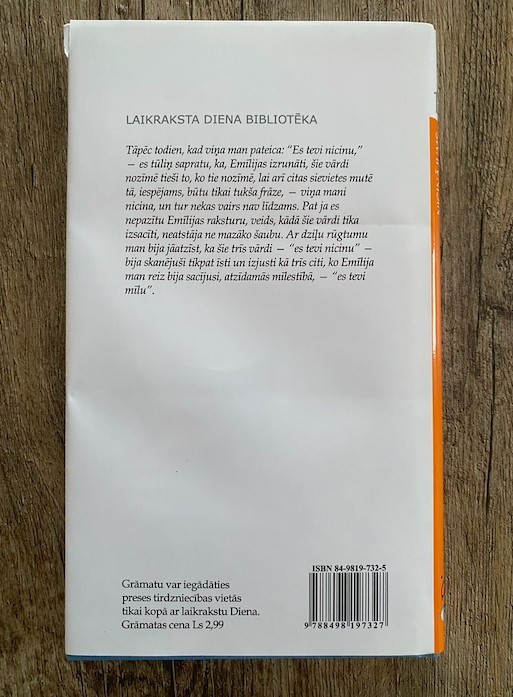 LAIKRAKSTA DIENA BIBLIOTĒKA
Tāpēc todien, kad viņa man pateica: “Es tevi nicinu,”
— es tūliņ sapratu, ka, Emīlijas izrunāti, šie vārdi
nozīmē tieši to, ko tie nozīmē, lai arī citas sievietes mutē
tā, iespējams, būtu tikai tukša frāze, — viņa mani
nicina, un tur nekas vairs nav līdzams. Pat ja es
nepazītu Emīlijas raksturu, veids, kādā šie vārdi tika
izsacīti, neatstāja ne mazāko šaubu. Ar dziļu rūgtumu
man bija jāatzīst, ka šie trīs vārdi — “es tevi nicinu” —
bija skanējuši tikpat īsti un izjusti kā trīs citi, ko Emīlija
man reiz bija sacījusi, atzīdamās mīlestībā, — “es tevi
mīlu”.
Grāmatu var iegādāties
preses tirdzniecības vietās
tikai kopā ar laikrakstu Diena.
Grāmatas cena Ls 2,99
ISBN 84-9819-732-5
9 788498 197327